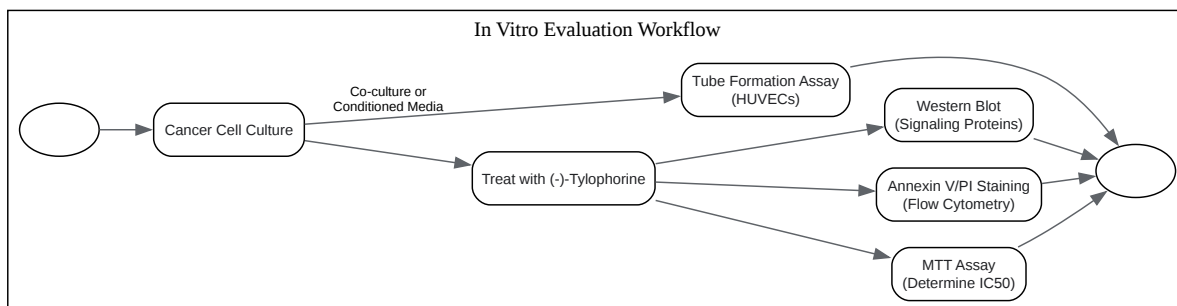 In Vitro Evaluation Workflow
Cancer Cell Culture
Co-culture or
Conditioned Media
Tube Formation Assay
(HUVECs)
Treat with (-)-Tylophorine
Western Blot
(Signaling Proteins)
Annexin V/PI Staining
(Flow Cytometry)
MTT Assay
(Determine IC50)